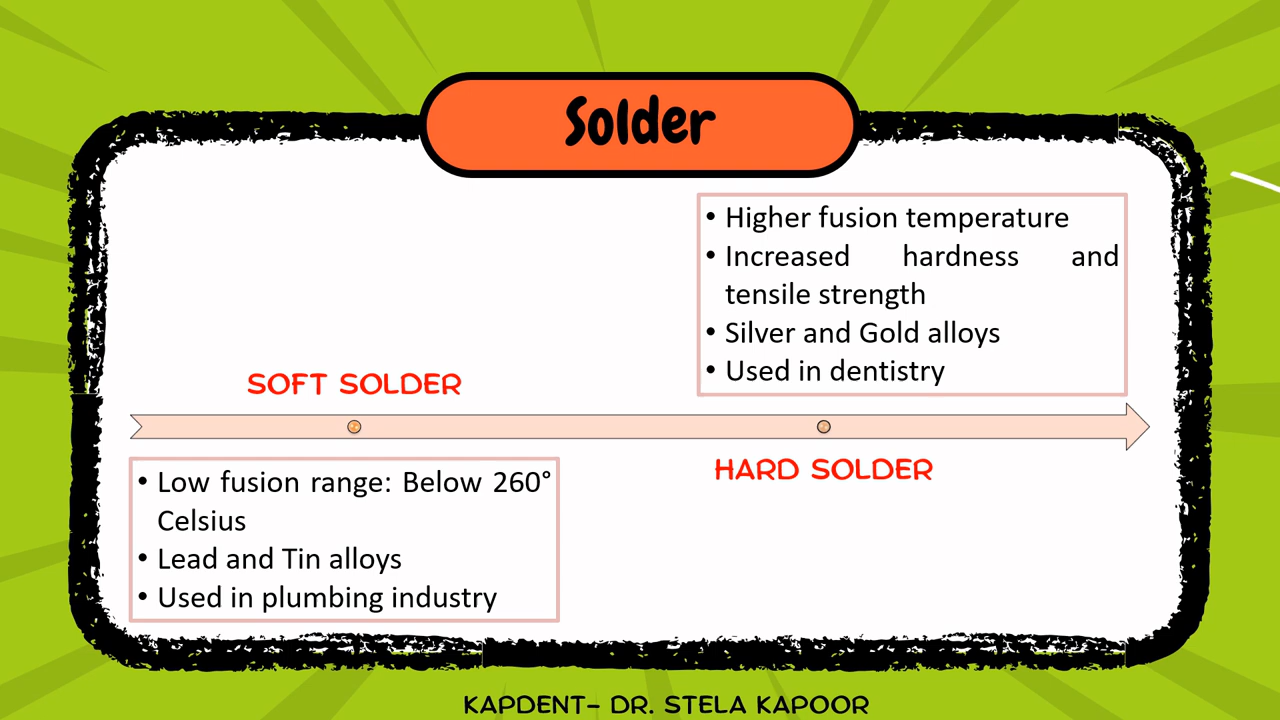 Solder
• Higher fusion temperature
• Increased hardness and
tensile strength
• Silver and Gold alloys
• Used in dentistry
SOFT SOLDER
HARD SOLDER
• Low fusion range: Below 260°
Celsius
• Lead and Tin alloys
• Used in plumbing industry
KAPDENT- DR. STELA KAPOOR